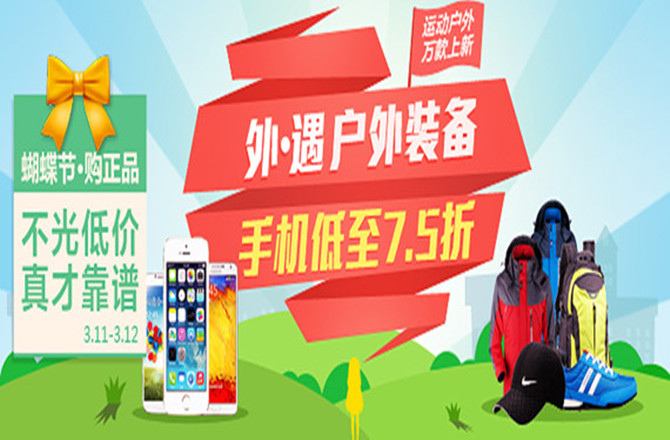 运动户外
万款上新
外·遇户外装备
手机低至7.5折
蝴蝶节·购正品
不光低价
真才靠谱
3.11-3.12